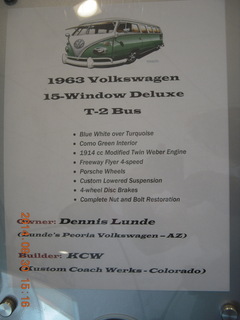 1963 Volkswagen
15-Window Deluxe
T-2 Bus
Blue White over Turquoise
Como Green Interior
1914 cc Modified Twin Weber Engine
Freeway Flyer 4-speed
Porsche Wheels
Custom Lowered Suspension
4-wheel Disc Brakes
Complete Nut and Bolt Restoration
Owner: Dennis Lunde
(Lunde's Peoria Volkswagen – AZ)
Builder: KCW
(Kustom Coach Werks - Colorado)